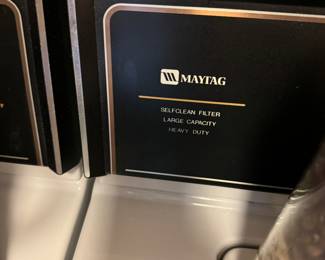 MAYTAG
SELFCLEAN FILTER
LARGE CAPACITY
HEAVY DUTY